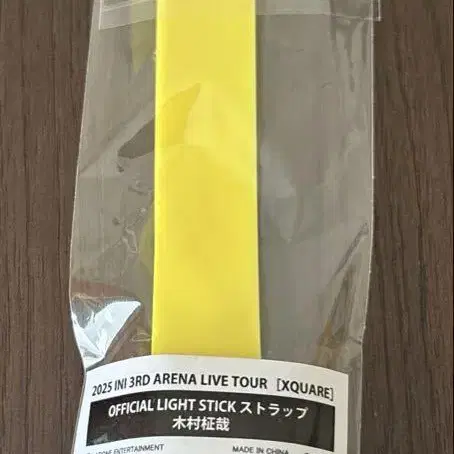 2025 INI 3RD ARENA LIVE TOUR [XQUARE]
OFFICIAL LIGHT STICK ストラップ
木村柾哉
ENTERTAINMENT MADE IN CHINA